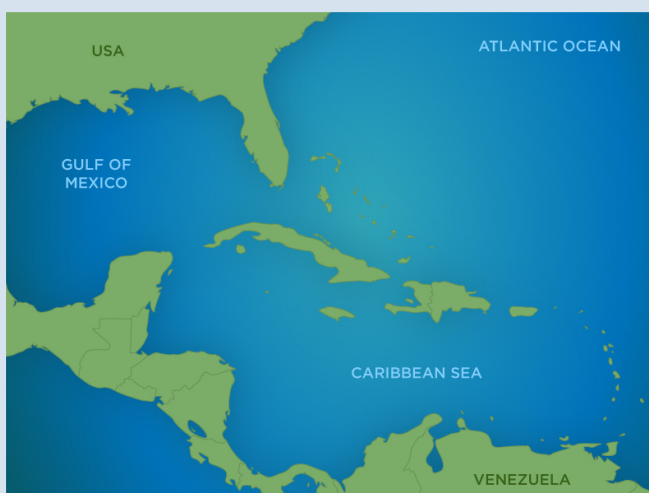 USA
ATLANTIC OCEAN
GULF OF
MEXICO
CARIBBEAN SEA
VENEZUELA